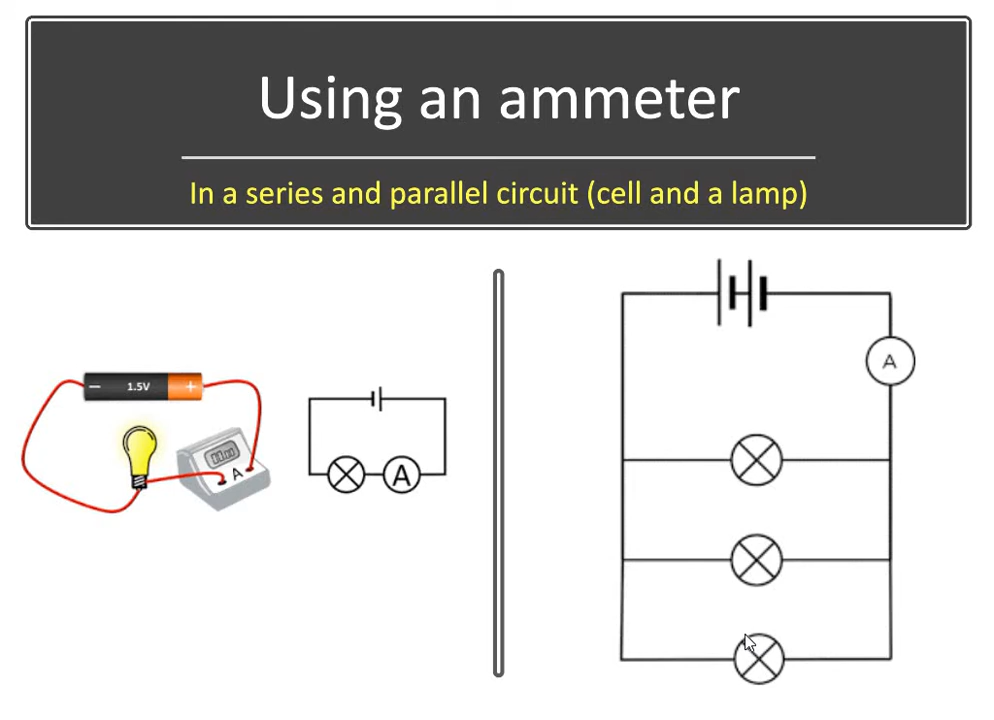 Using an ammeter
In a series and parallel circuit (cell and a lamp)
− 1.5V +
A
A
A